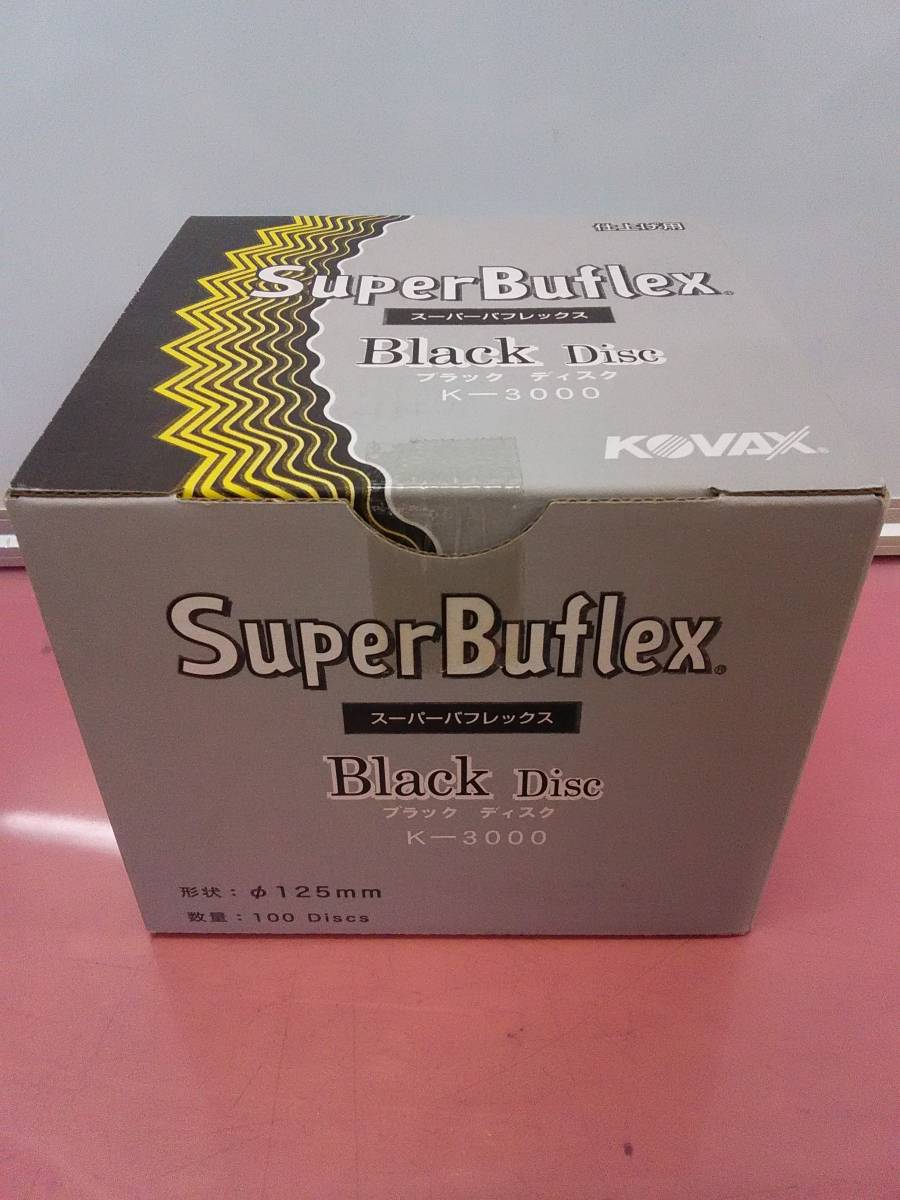 仕上げ用
SuperBuflex®
スーパーバフレックス
Black Disc
ブラック ディスク
K－3000
KOVAX®
SuperBuflex®
スーパーバフレックス
Black Disc
ブラック ディスク
K－3000
形状：φ125mm
数量：100 Discs